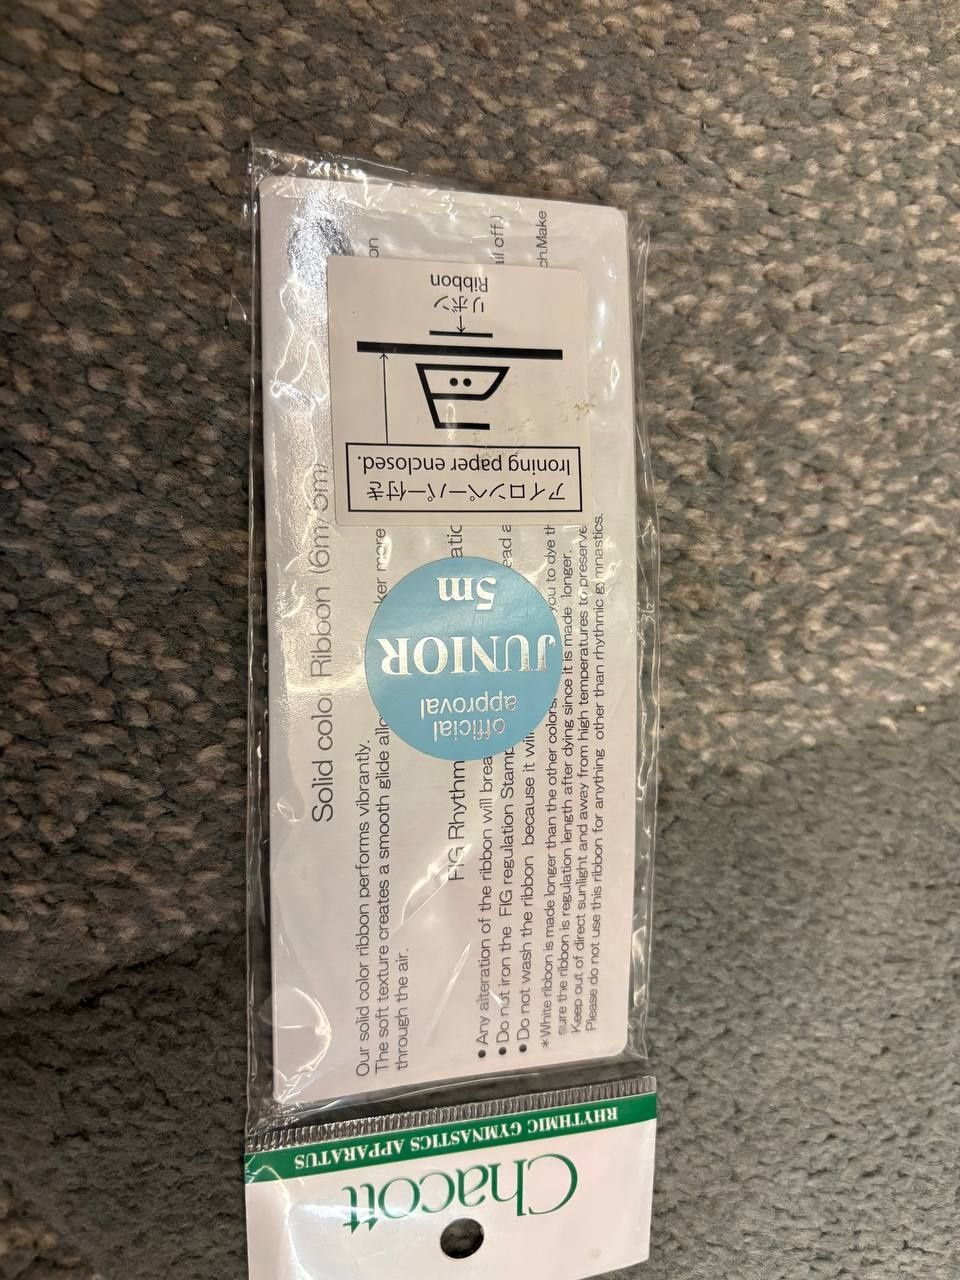 Chacott
RHYTHMIC GYMNASTICS APPARATUS
Solid color Ribbon (6m/5m)
Our solid color ribbon performs vibrantly.
The soft texture creates a smooth glide
through the air.
FIG
• Any alteration of the ribbon will
• Do not iron the FIG regulation Stamp
• Do not wash the ribbon because it
*White ribbon is made longer than the other colors. you to dye
sure the ribbon is regulation length after dying since it is made longer.
Keep out of direct sunlight and away from high temperatures to preserve
Please do not use this ribbon for anything other than rhythmic gymnastics.
official
approval
JUNIOR
5m
アイロンペーパー付き
Ironing paper enclosed.
リボン
Ribbon